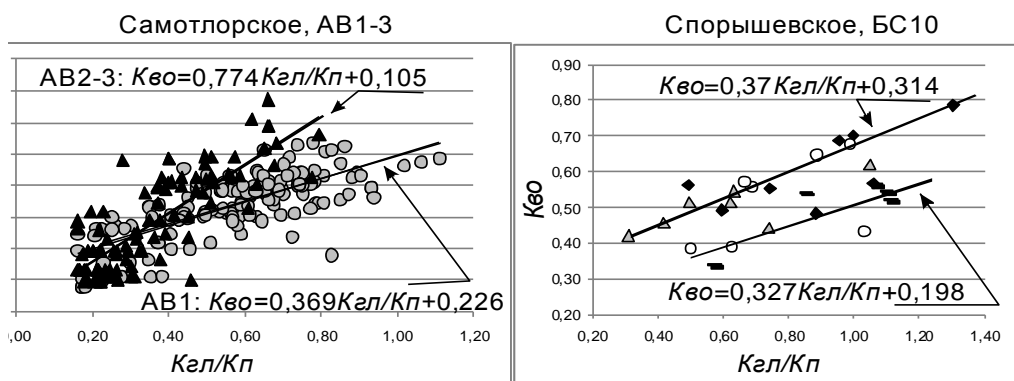 Самотлорское, АВ1-3
АВ2-3: Кво=0,774Кгл/Кп+0,105
АВ1: Кво=0,369Кгл/Кп+0,226
,00 0,20 0,40 0,60 0,80 1,00 1,20
Кгл/Кп
Спорышевское, БС10
Кво
0,90
0,80
0,70
0,60
0,50
0,40
0,30
0,20
Кво=0,37Кгл/Кп+0,314
Кво=0,327Кгл/Кп+0,198
0,20 0,40 0,60 0,80 1,00 1,20 1,40
Кгл/Кп